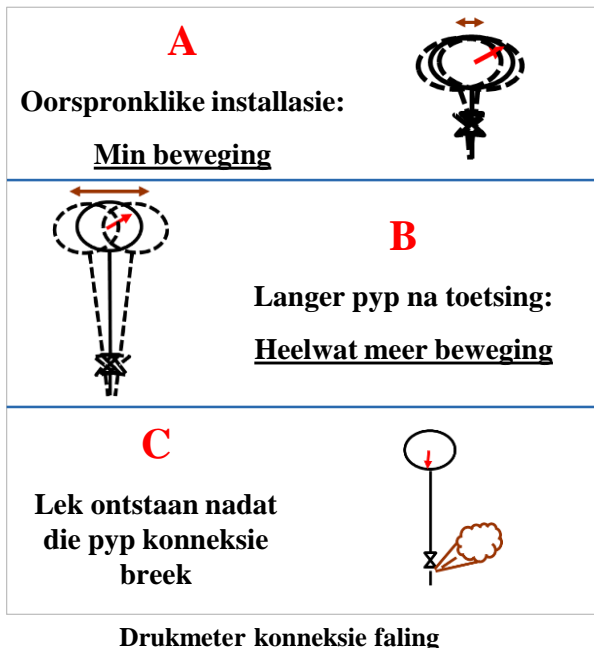 A
Oorspronklike installasie:
Min beweging
B
Langer pyp na toetsing:
Heelwat meer beweging
C
Lek ontstaan nadat
die pyp konneksie
breek
Drukmeter konneksie faling